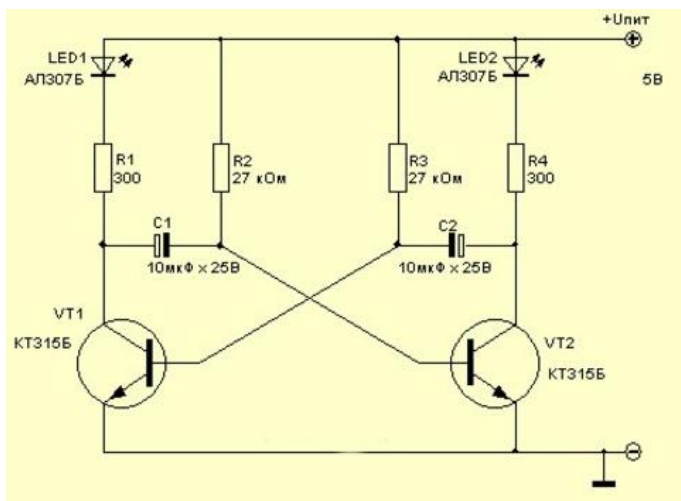 +Uпит
LED1
АЛ307Б
LED2
АЛ307Б
5В
R1
300
R2
27 кОм
R3
27 кОм
R4
300
C1
10мкФ х 25В
C2
10мкФ х 25В
VT1
КТ315Б
VT2
КТ315Б